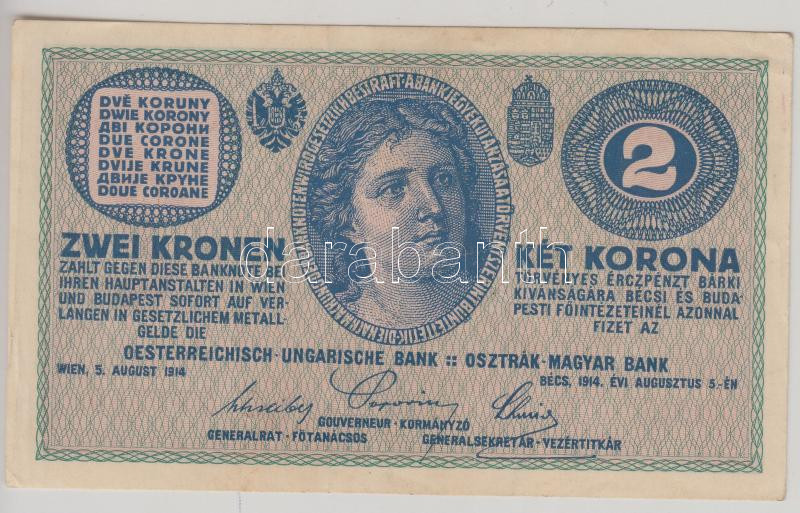 DVĚ KORUNY
DWIE KORONY
ДВI КОРОНИ
DUE CORONE
DVE KRONE
DVIJE KRUNE
ДВИЈЕ КРУНЕ
DOUE COROANE
2
ZWEI KRONEN
ZAHLT GEGEN DIESE BANKNOTE BEI
IHREN HAUPTANSTALTEN IN WIEN
UND BUDAPEST SOFORT AUF VER-
LANGEN IN GESETZLICHEM METALL-
GELDE DIE
KÉT KORONA
TÖRVÉNYES ÉRCZPÉNZT BÁRKI
KIVÁNSÁGÁRA BÉCSI ÉS BUDA-
PESTI FŐINTÉZETEINÉL AZONNAL
FIZET AZ
OESTERREICHISCH-UNGARISCHE BANK :: OSZTRÁK-MAGYAR BANK
WIEN, 5. AUGUST 1914
BÉCS, 1914. ÉVI AUGUSZTUS 5-ÉN
GOUVERNEUR · KORMÁNYZÓ
GENERALRAT · FŐTANÁCSOS
GENERALSEKRETÄR · VEZÉRTITKÁR
darabanth